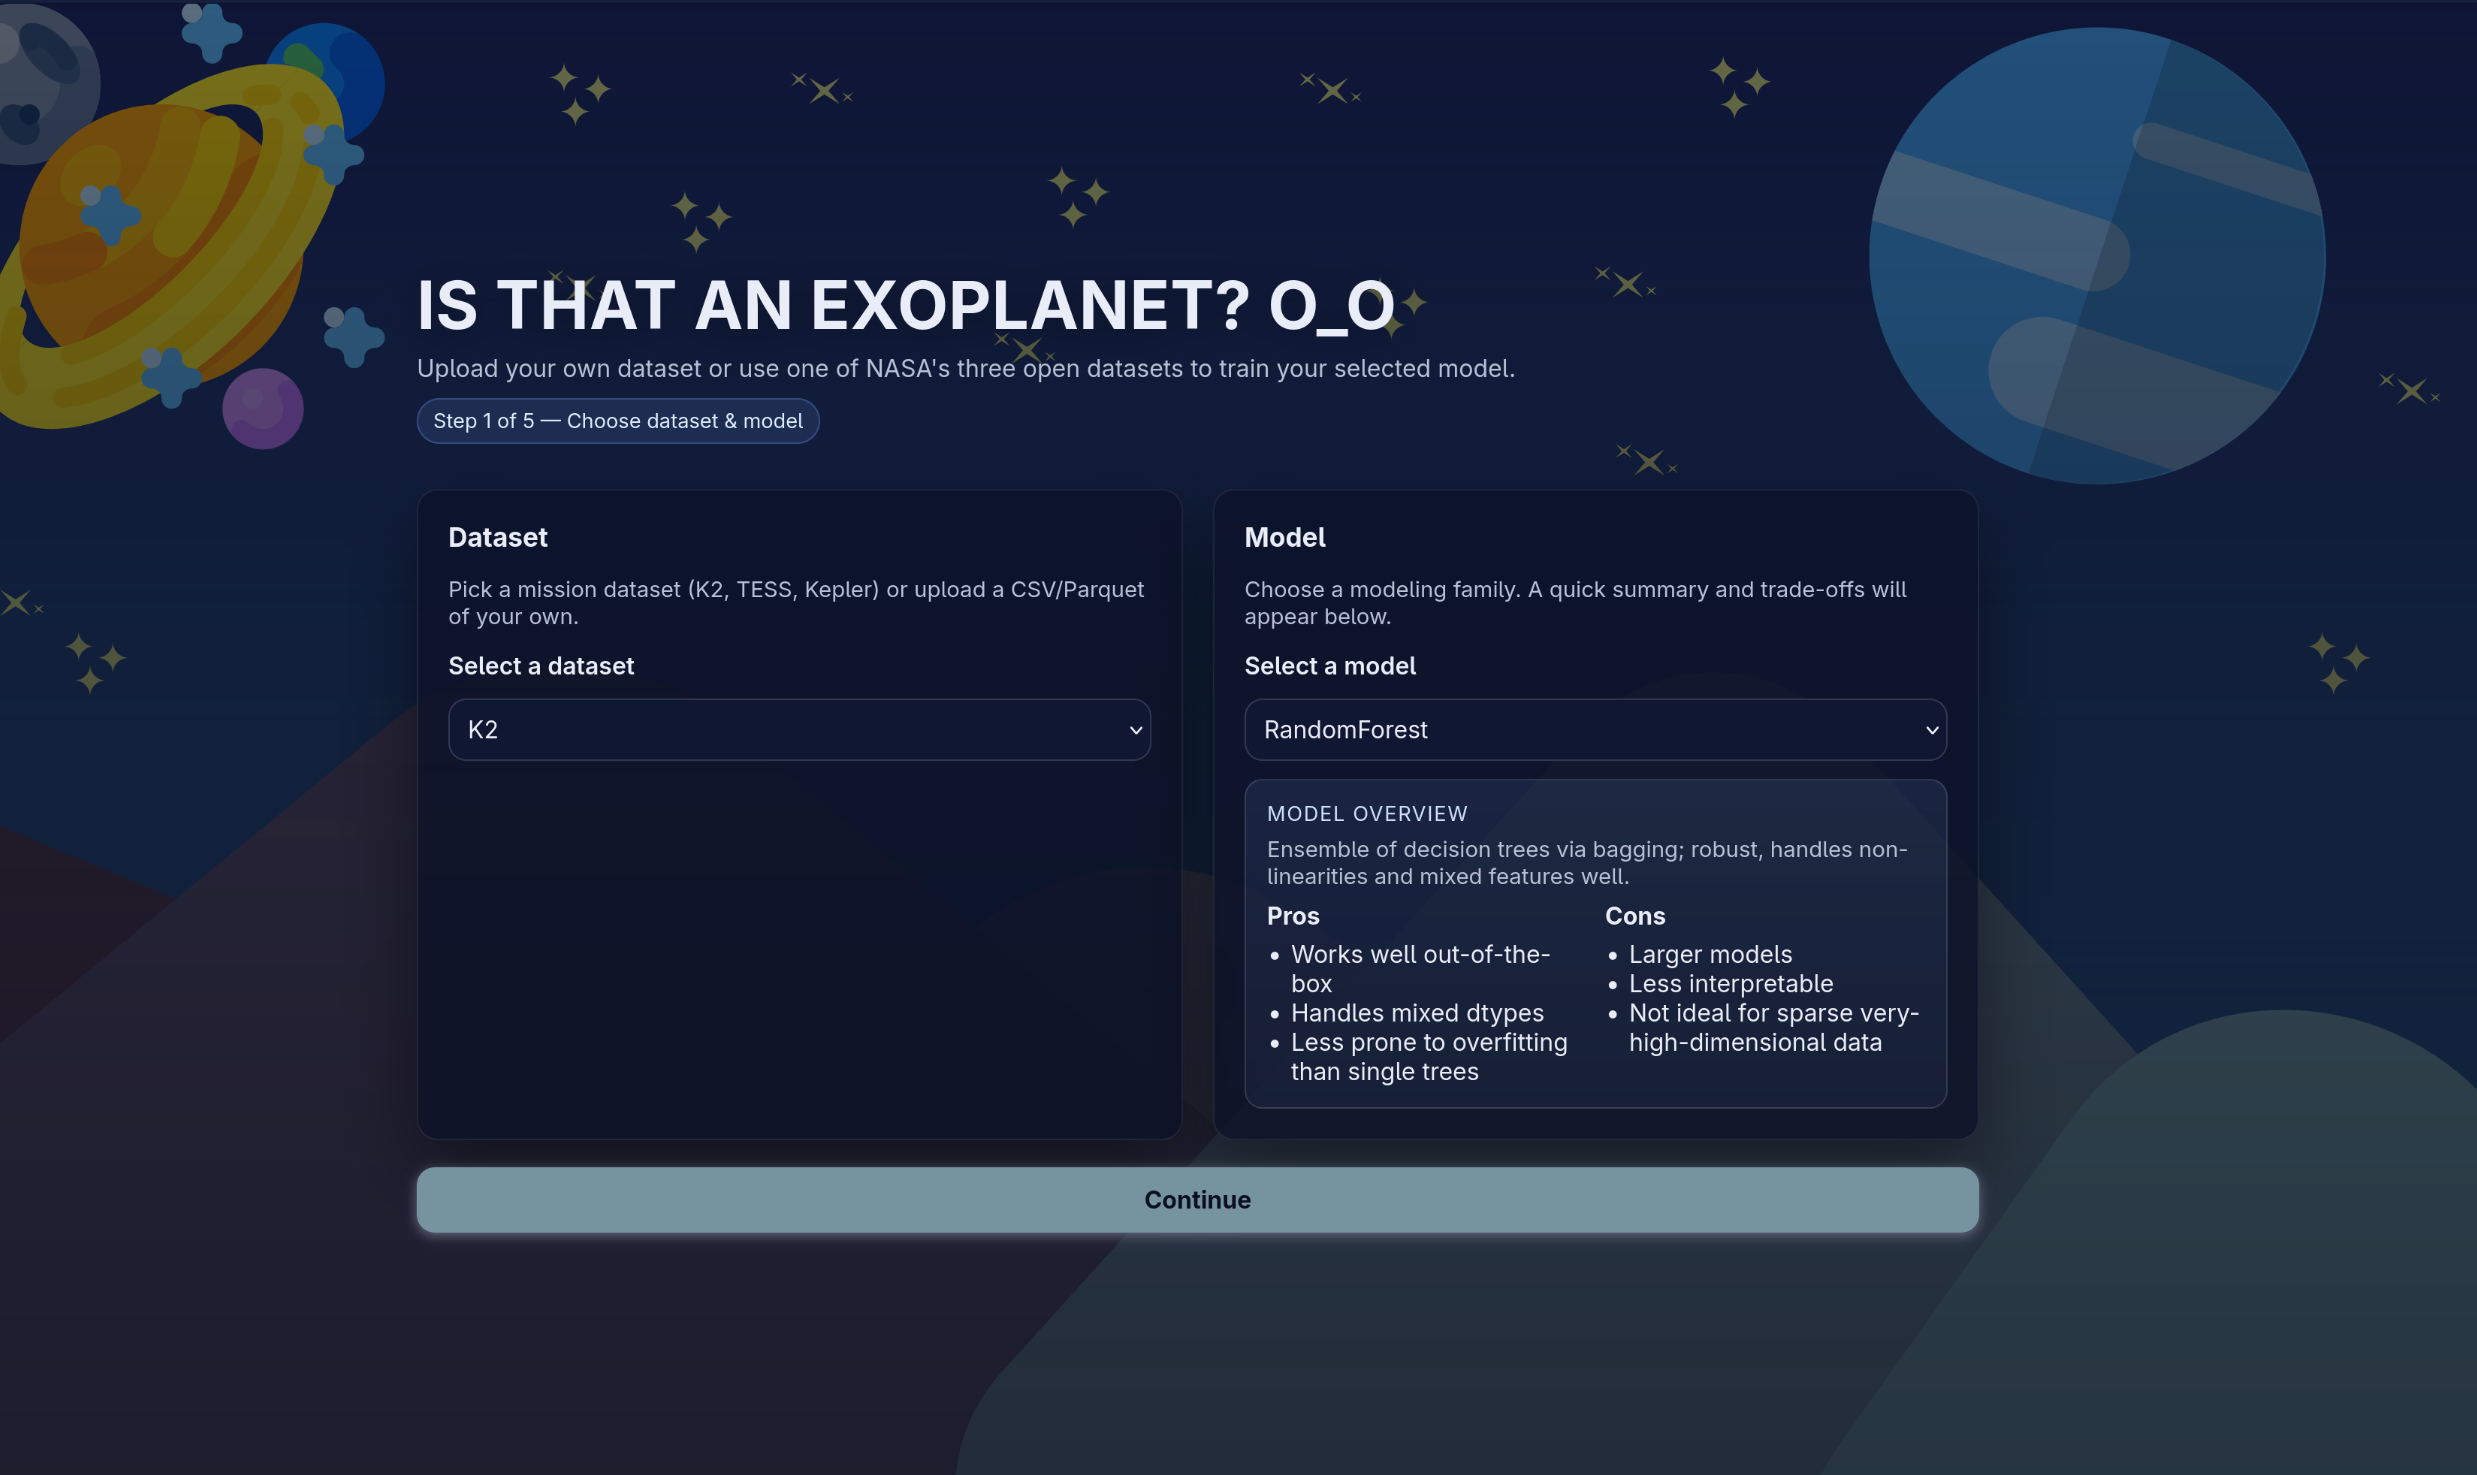 IS THAT AN EXOPLANET? O_O
Upload your own dataset or use one of NASA's three open datasets to train your selected model.
Step 1 of 5 — Choose dataset & model
Dataset
Pick a mission dataset (K2, TESS, Kepler) or upload a CSV/Parquet
of your own.
Select a dataset
K2
Model
Choose a modeling family. A quick summary and trade-offs will
appear below.
Select a model
RandomForest
MODEL OVERVIEW
Ensemble of decision trees via bagging; robust, handles non-
linearities and mixed features well.
Pros
• Works well out-of-the-
box
• Handles mixed dtypes
• Less prone to overfitting
than single trees
Cons
• Larger models
• Less interpretable
• Not ideal for sparse very-
high-dimensional data
Continue